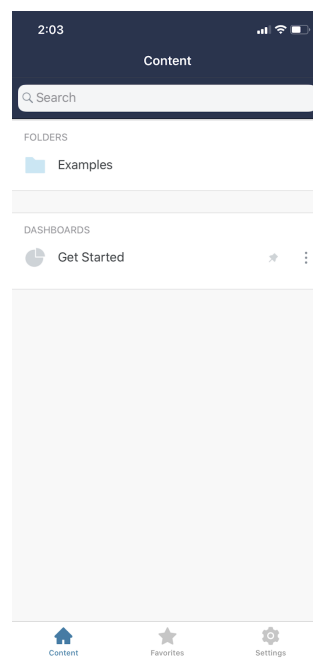 2:03
Content
Search
FOLDERS
Examples
DASHBOARDS
Get Started
Content
Favorites
Settings